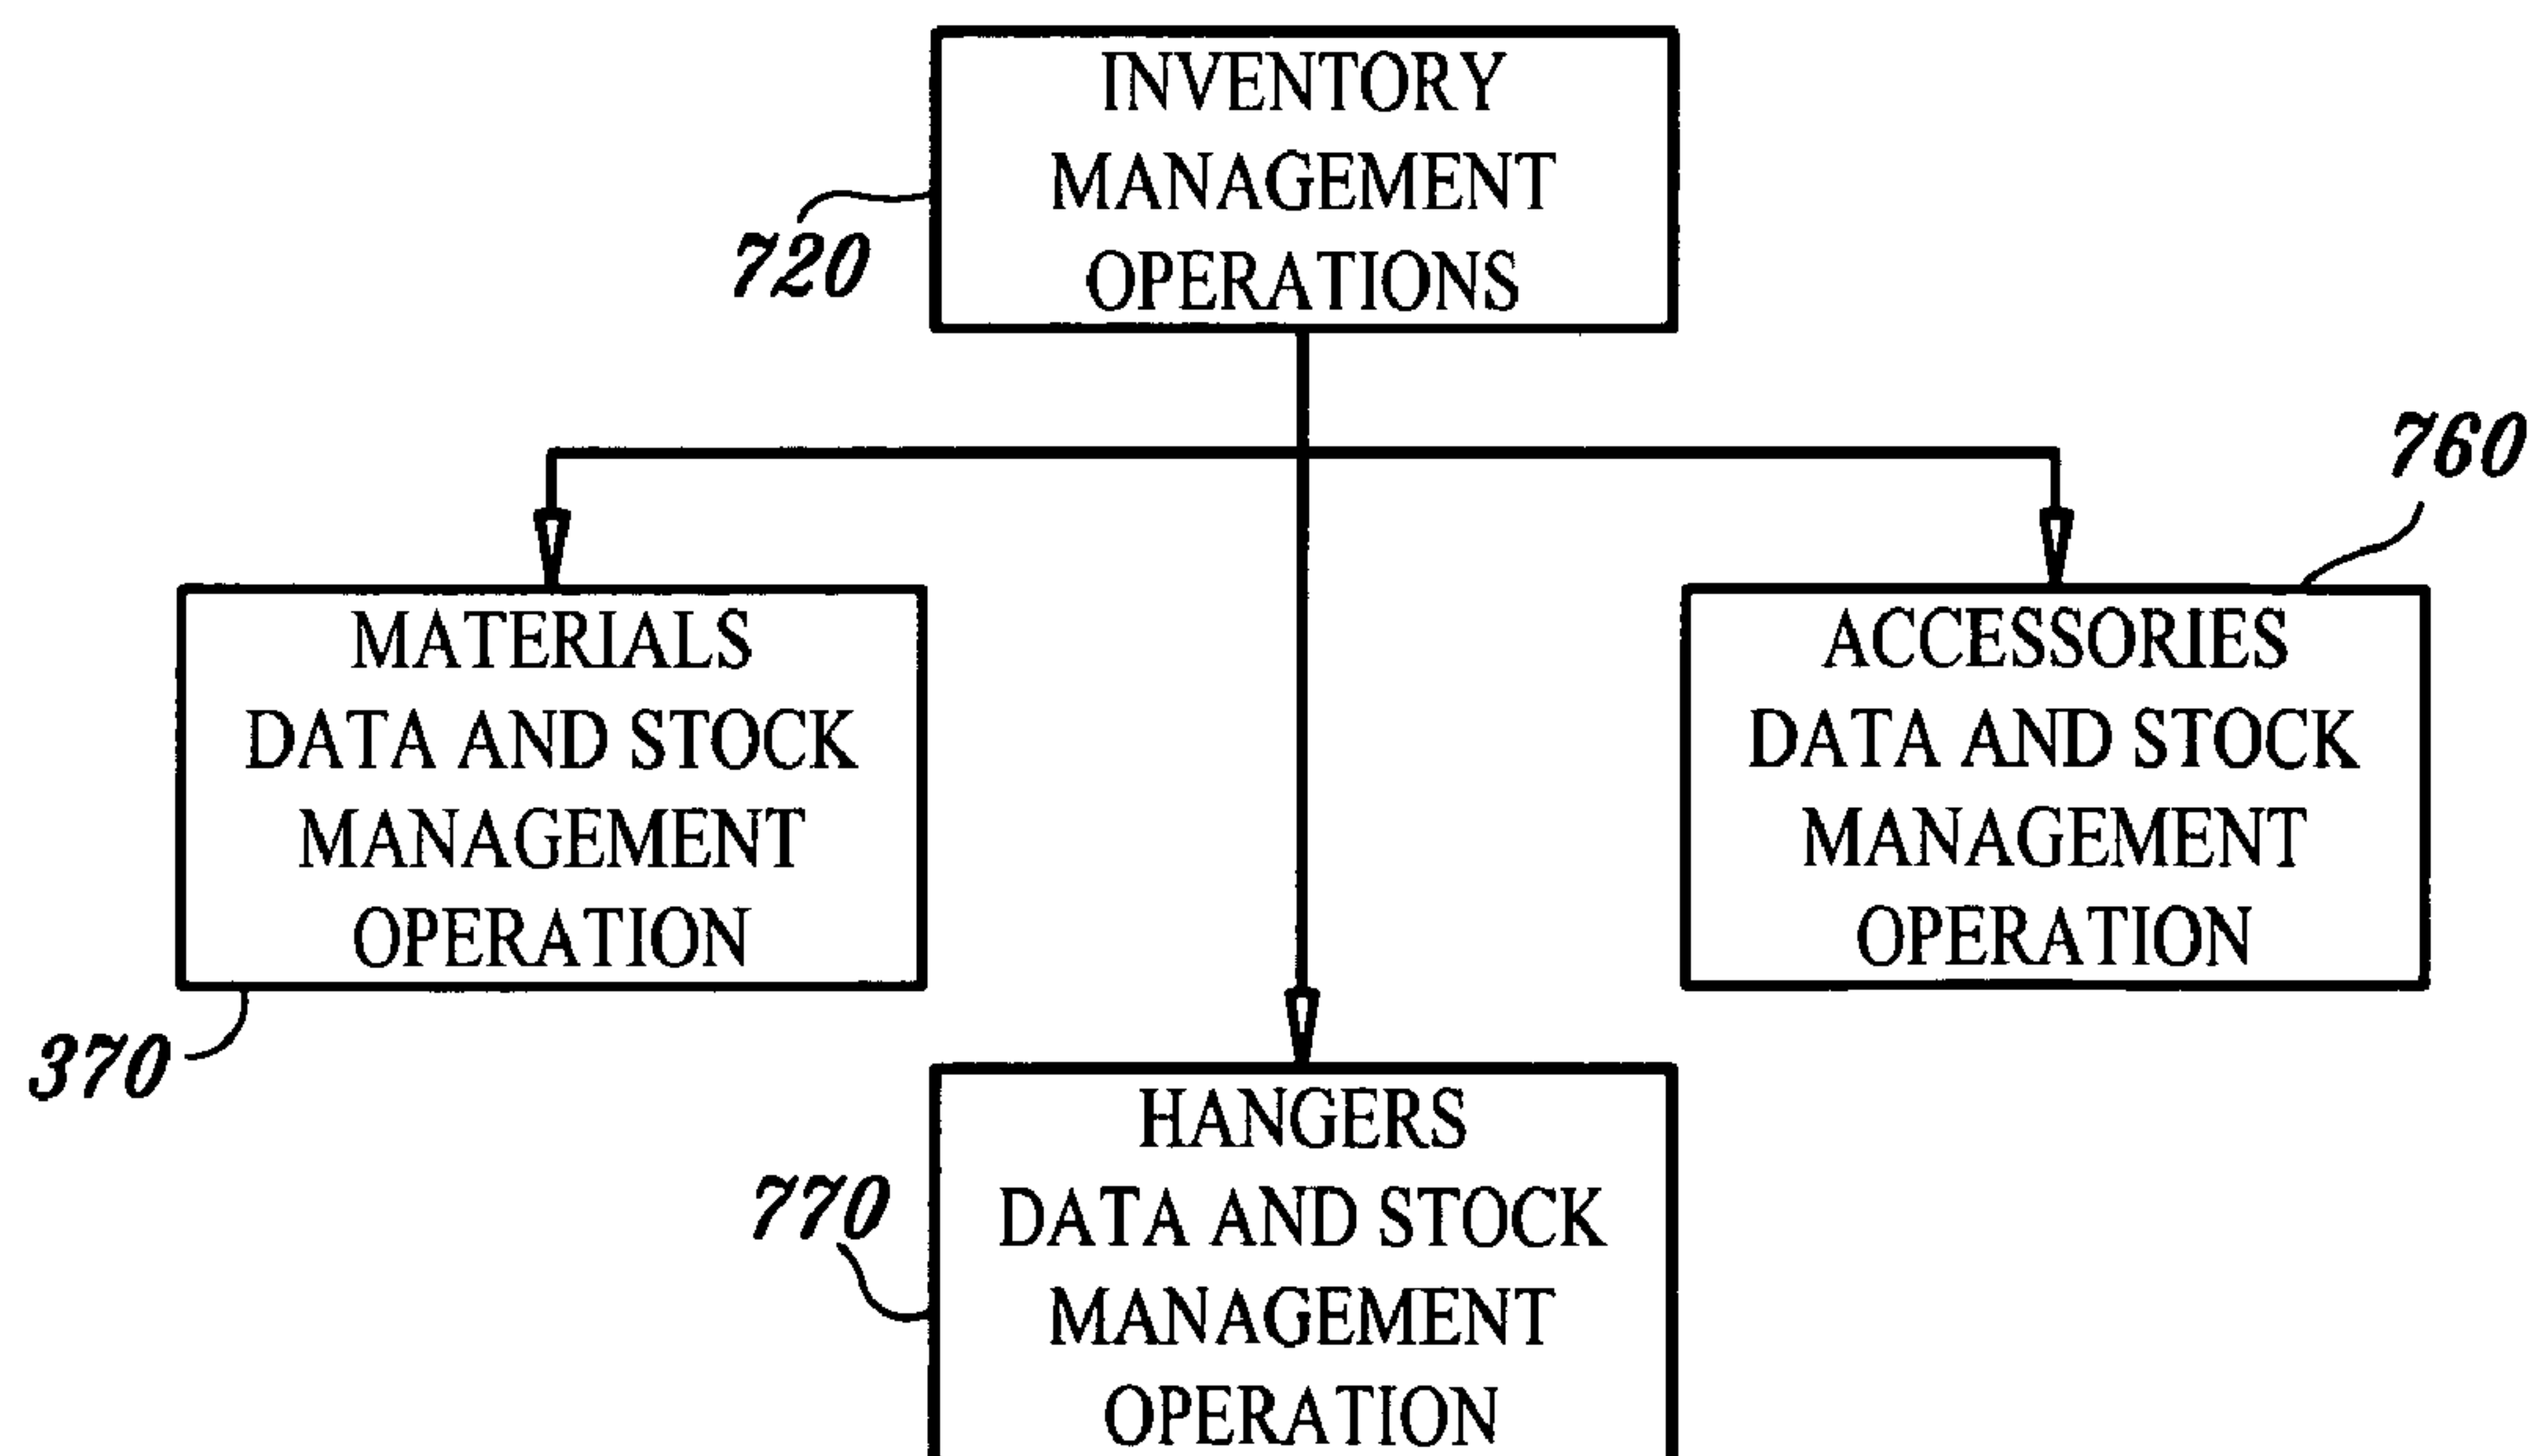 INVENTORY
MANAGEMENT
OPERATIONS
720
760
MATERIALS
DATA AND STOCK
MANAGEMENT
OPERATION
370
ACCESSORIES
DATA AND STOCK
MANAGEMENT
OPERATION
HANGERS
DATA AND STOCK
MANAGEMENT
OPERATION
770